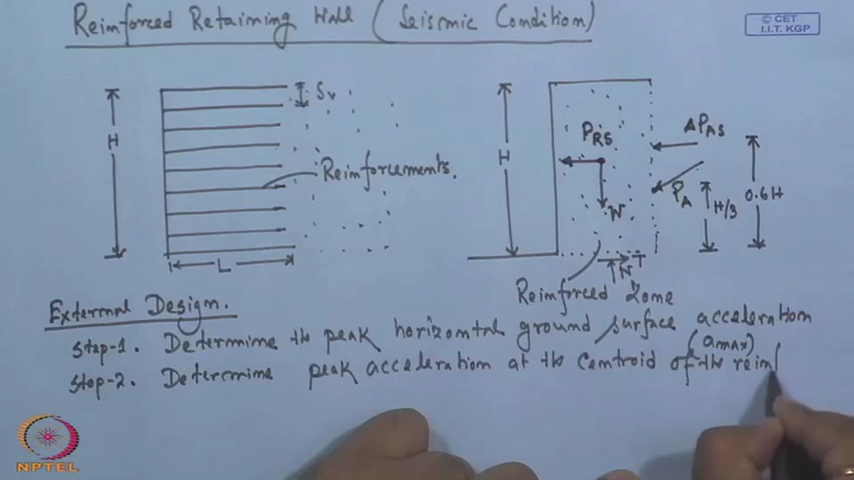 Reinforced Retaining Wall (Seismic Condition)
© CET
I.I.T. KGP
H
Sv
Reinforcements.
L
H
PRS
W
ΔPAS
PA
H/3
0.6H
T
N
Reinforced Zone
External Design.
Step-1. Determine the peak horizontal ground surface acceleration
(amax)
Step-2. Determine peak acceleration at the centroid of the reinf
NPTEL